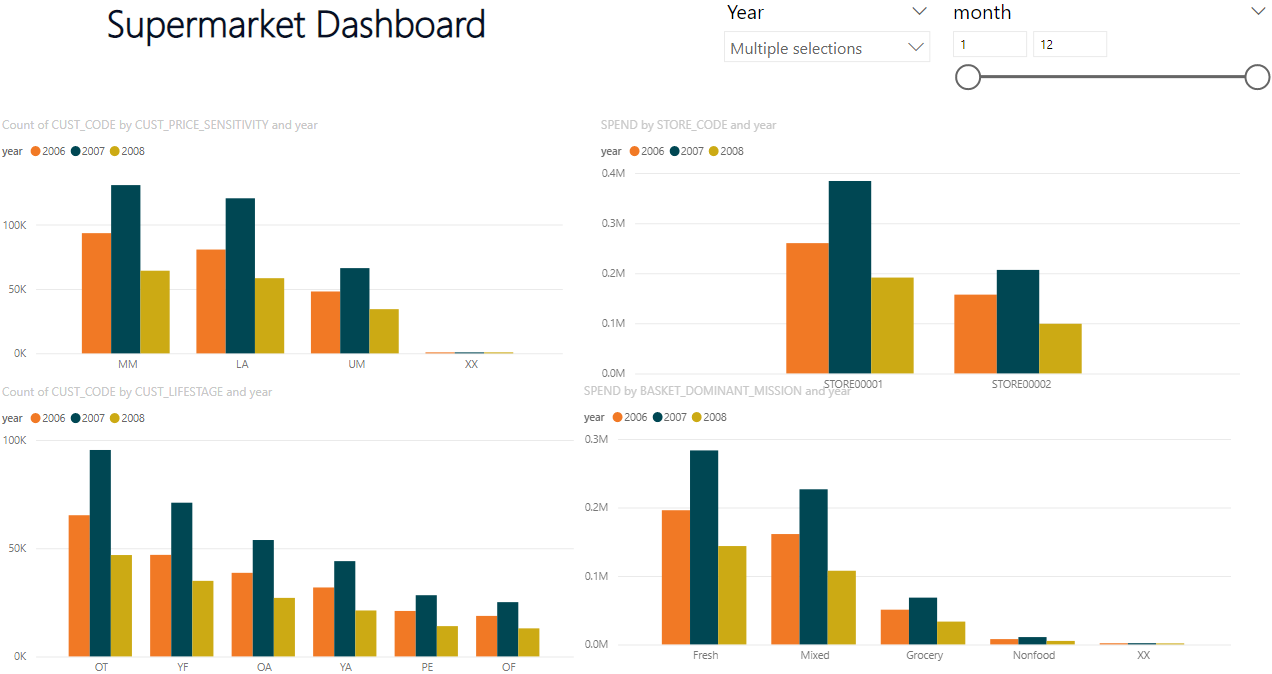 Supermarket Dashboard
Year
month
Multiple selections
1
12
Count of CUST_CODE by CUST_PRICE_SENSITIVITY and year
year 2006 2007 2008
100K
50K
0K
MM LA UM XX
SPEND by STORE_CODE and year
year 2006 2007 2008
0.4M
0.3M
0.2M
0.1M
0.0M
STORE00001 STORE00002
Count of CUST_CODE by CUST_LIFESTAGE and year
year 2006 2007 2008
100K
50K
0K
OT YF OA YA PE OF
SPEND by BASKET_DOMINANT_MISSION and year
year 2006 2007 2008
0.3M
0.2M
0.1M
0.0M
Fresh Mixed Grocery Nonfood XX